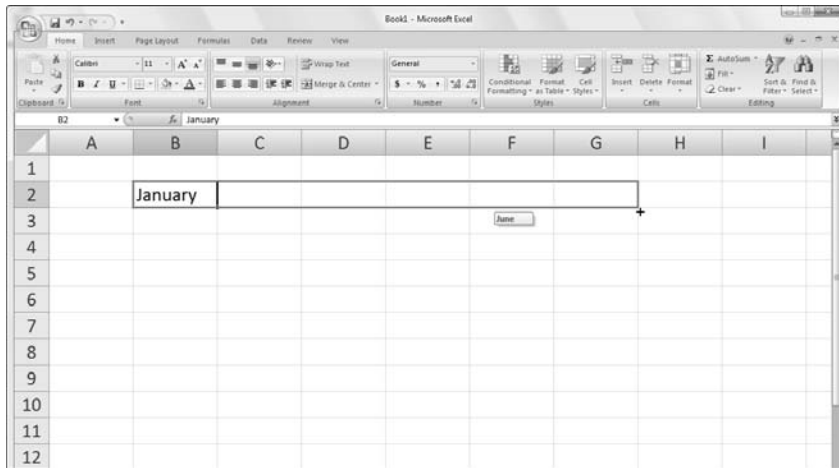 Book1 - Microsoft Excel
Home Insert Page Layout Formulas Data Review View
Paste
Calibri 11
B I U
Wrap Text
Merge & Center
General
$ % ,
Conditional Formatting
Format as Table
Cell Styles
Insert Delete Format
Σ AutoSum
Fill
Clear
Sort & Filter
Find & Select
Clipboard Font Alignment Number Styles Cells Editing
B2 fx January
A B C D E F G H I
1
2 January
3 June
4
5
6
7
8
9
10
11
12